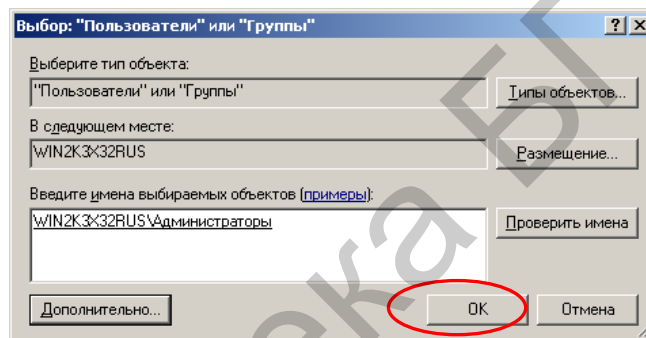 Выбор: "Пользователи" или "Группы"
Выберите тип объекта:
"Пользователи" или "Группы"
Типы объектов...
В следующем месте:
WIN2K3X32RUS
Размещение...
Введите имена выбираемых объектов (примеры):
WIN2K3X32RUS\Администраторы
Проверить имена
Дополнительно...
OK
Отмена